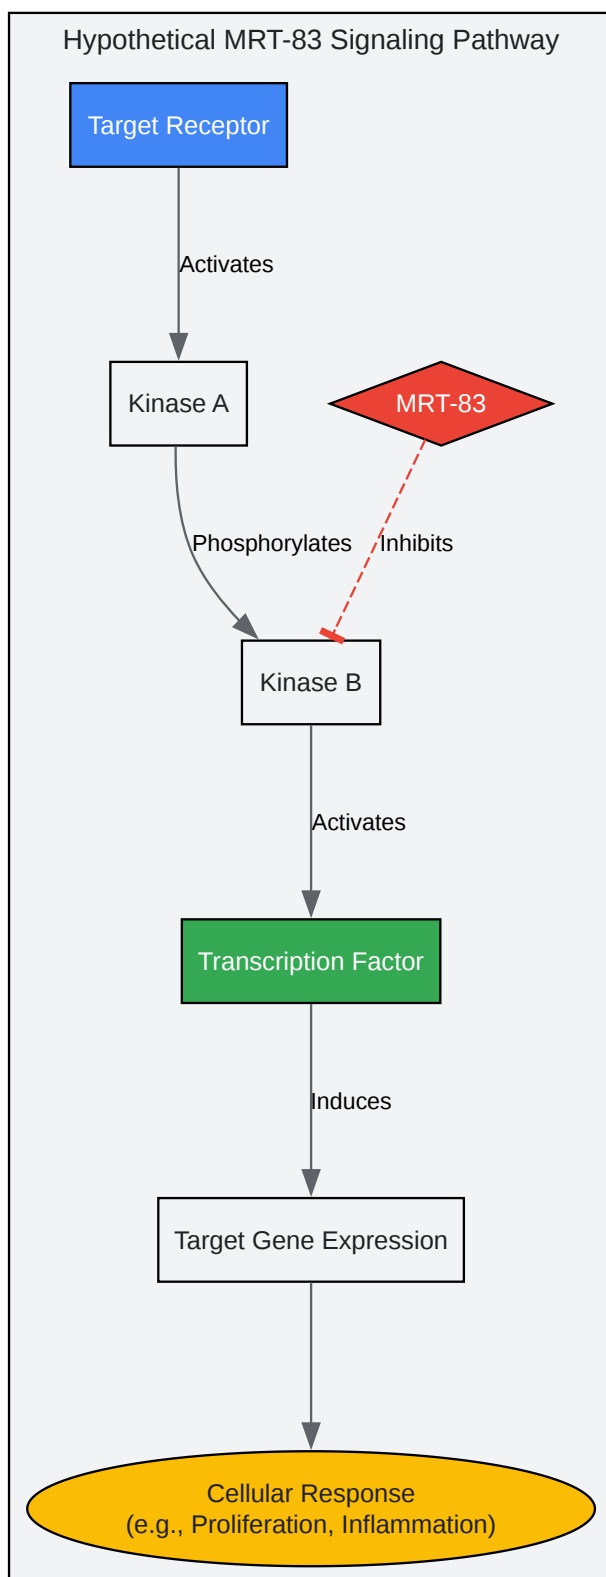 Hypothetical MRT-83 Signaling Pathway
Target Receptor
Activates
Kinase A
MRT-83
Phosphorylates
Inhibits
Kinase B
Activates
Transcription Factor
Induces
Target Gene Expression
Cellular Response
(e.g., Proliferation, Inflammation)